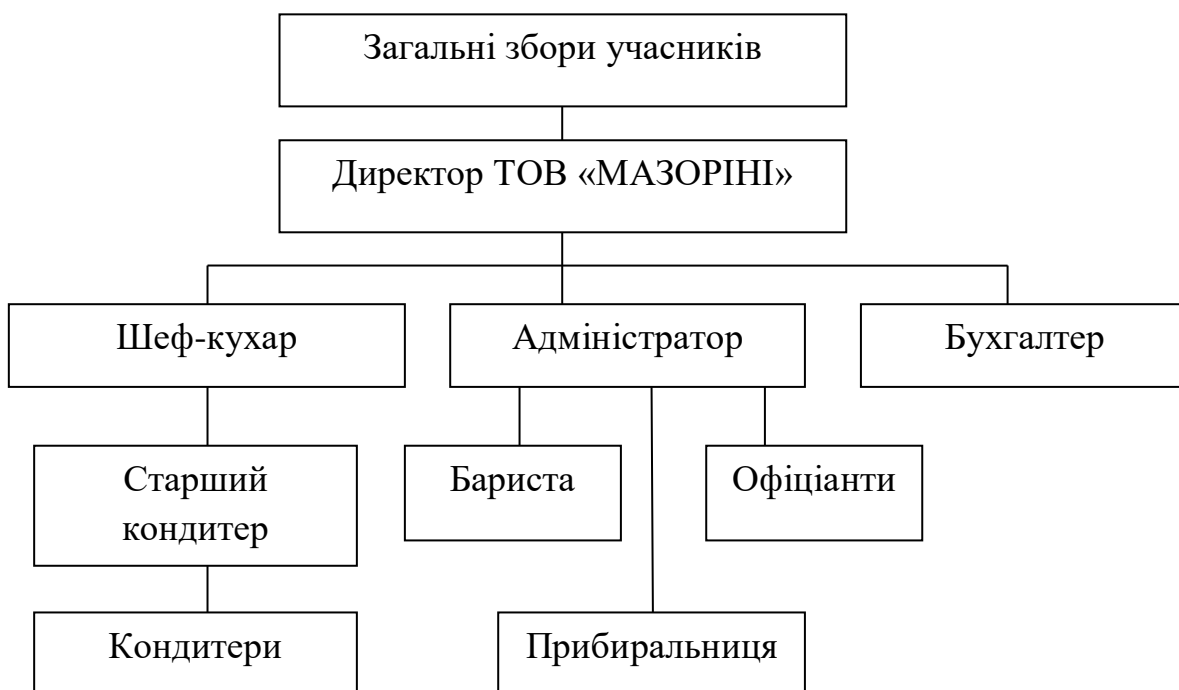 Загальні збори учасників
Директор ТОВ «МАЗОРІНІ»
Шеф-кухар
Адміністратор
Бухгалтер
Старший
кондитер
Бариста
Офіціанти
Кондитери
Прибиральниця